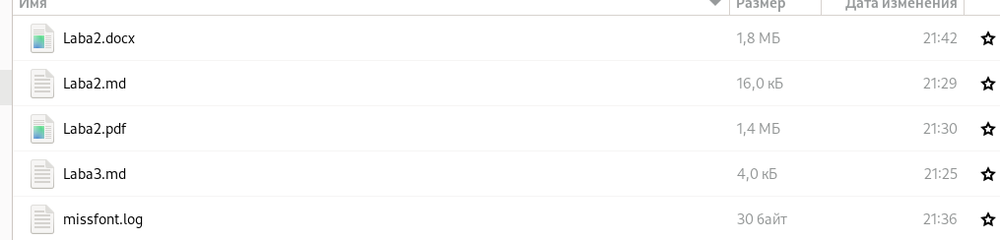 Имя Размер Дата изменения
Laba2.docx 1,8 МБ 21:42
Laba2.md 16,0 кБ 21:29
Laba2.pdf 1,4 МБ 21:30
Laba3.md 4,0 кБ 21:25
missfont.log 30 байт 21:36